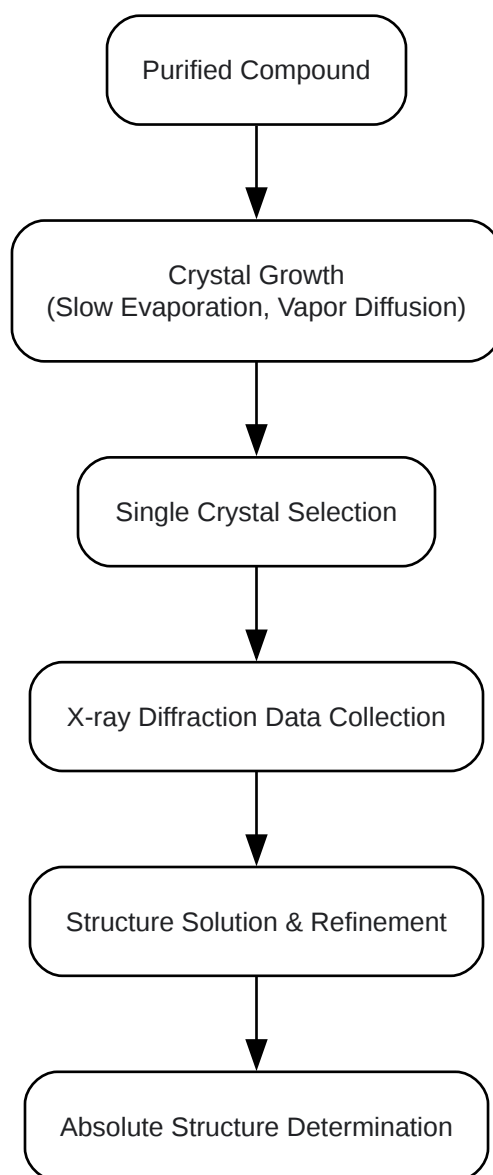 Purified Compound
Crystal Growth
(Slow Evaporation, Vapor Diffusion)
Single Crystal Selection
X-ray Diffraction Data Collection
Structure Solution & Refinement
Absolute Structure Determination